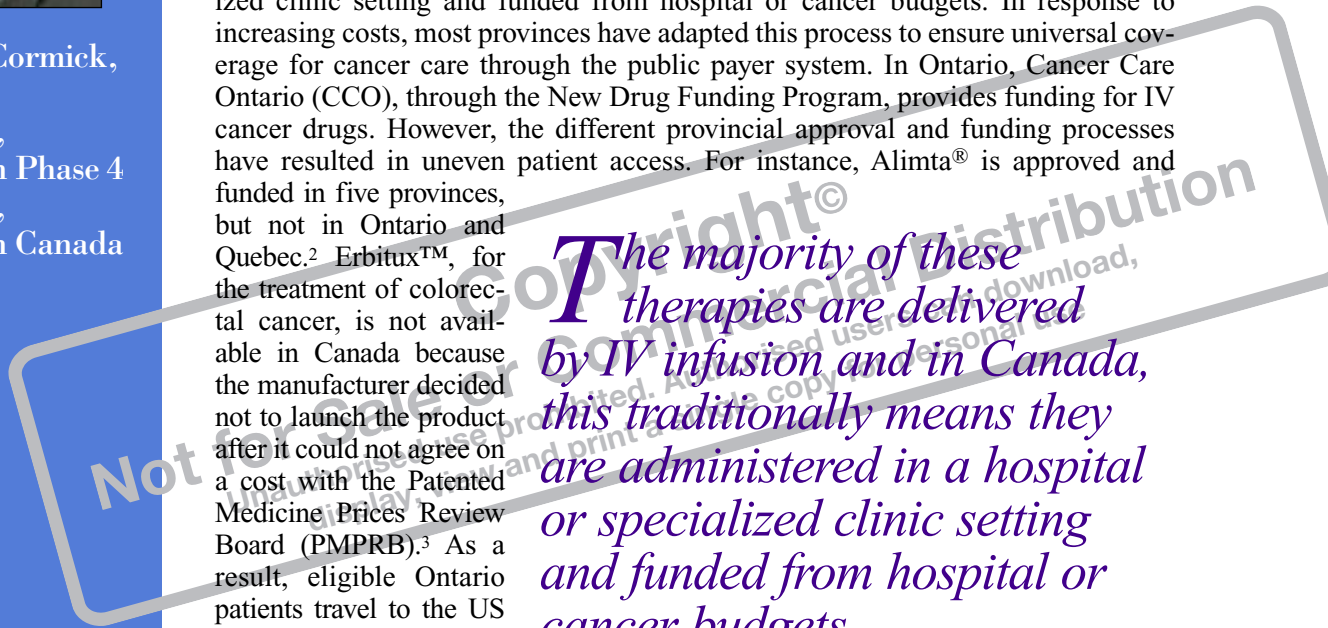 Cormick,
,
n Phase 4
,
n Canada
ized clinic setting and funded from hospital or cancer budgets. In response to
increasing costs, most provinces have adapted this process to ensure universal cov-
erage for cancer care through the public payer system. In Ontario, Cancer Care
Ontario (CCO), through the New Drug Funding Program, provides funding for IV
cancer drugs. However, the different provincial approval and funding processes
have resulted in uneven patient access. For instance, Alimta® is approved and
funded in five provinces,
but not in Ontario and
Quebec.2 Erbitux™, for
the treatment of colorec-
tal cancer, is not avail-
able in Canada because
the manufacturer decided
not to launch the product
after it could not agree on
a cost with the Patented
Medicine Prices Review
Board (PMPRB).3 As a
result, eligible Ontario
patients travel to the US
The majority of these
therapies are delivered
by IV infusion and in Canada,
this traditionally means they
are administered in a hospital
or specialized clinic setting
and funded from hospital or
cancer budgets.
Copyright©
Not for Sale or Commercial Distribution
Unauthorised use prohibited. Authorised users can download,
display, view and print a single copy for personal use